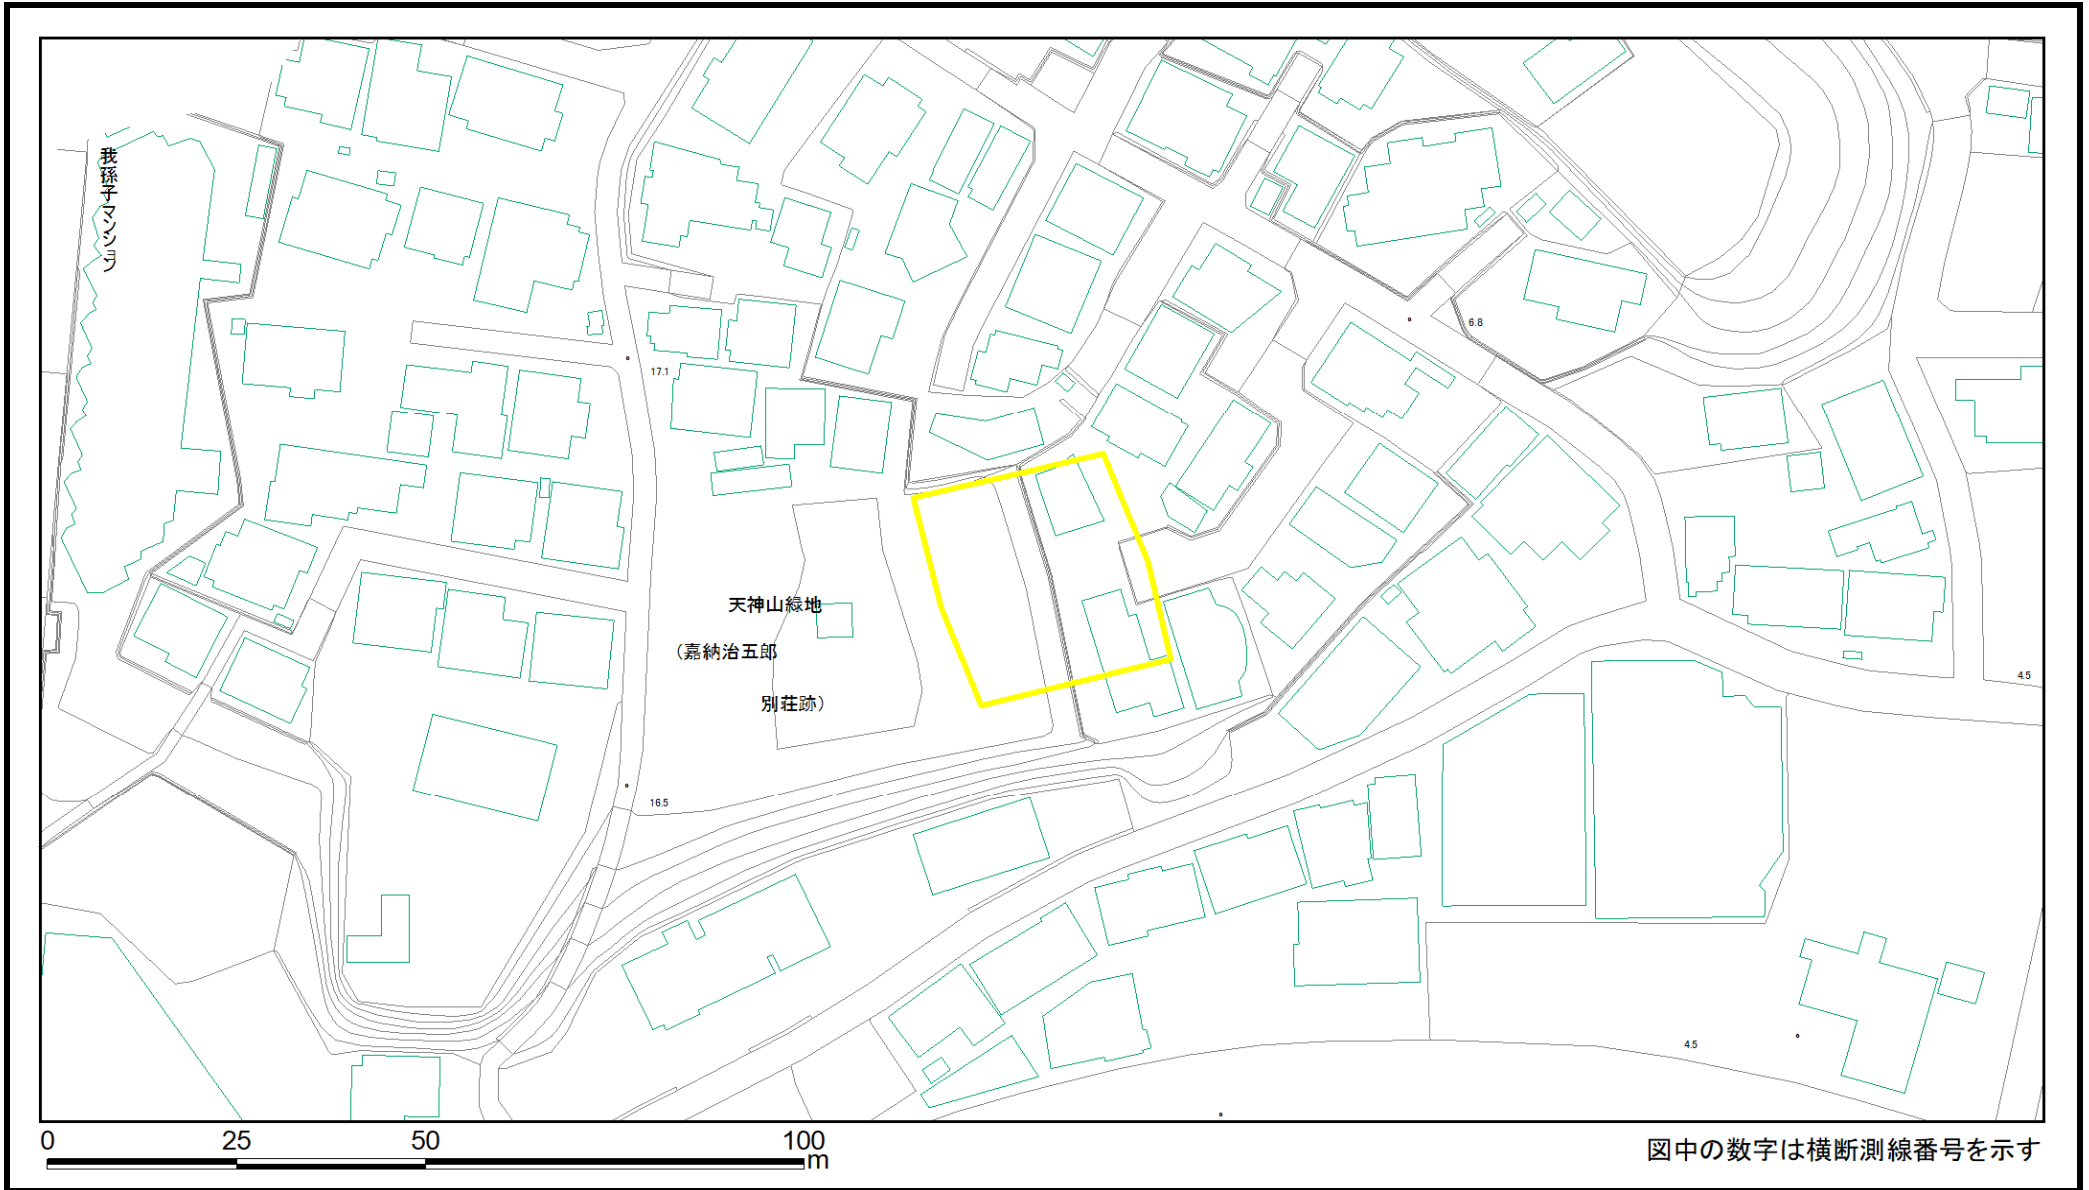 我孫子マンション
6.8
17.1
天神山緑地
（嘉納治五郎
別荘跡）
4.5
16.5
4.5
0 25 50 100
m
図中の数字は横断測線番号を示す